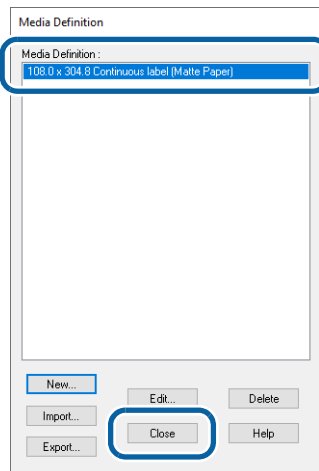 Media Definition
Media Definition :
108.0 x 304.8 Continuous label (Matte Paper)
New...
Edit...
Delete
Import...
Close
Help
Export...